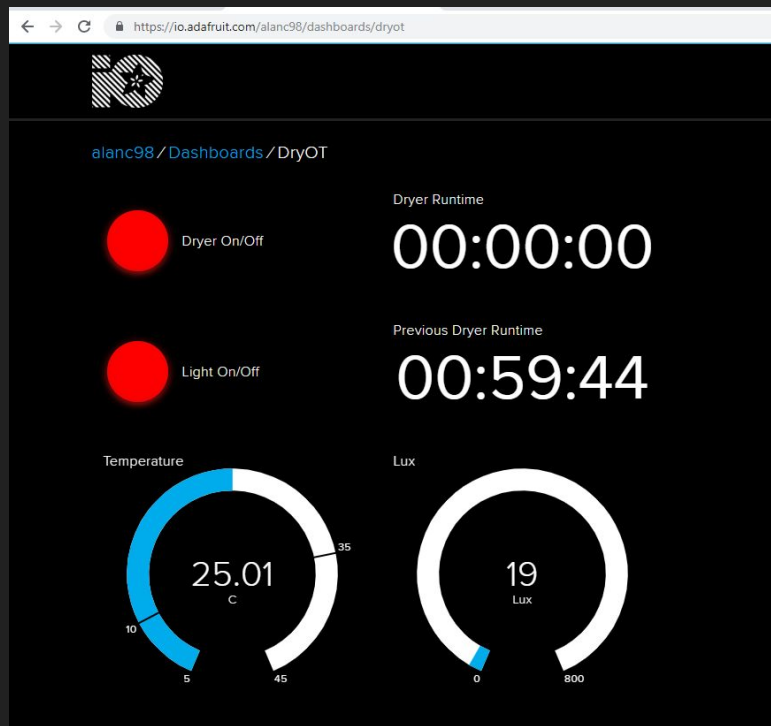 https://io.adafruit.com/alanc98/dashboards/dryot
iO
alanc98 / Dashboards / DryOT
Dryer On/Off
Dryer Runtime
00:00:00
Light On/Off
Previous Dryer Runtime
00:59:44
Temperature
35
25.01
C
10
5
45
Lux
19
Lux
0
800